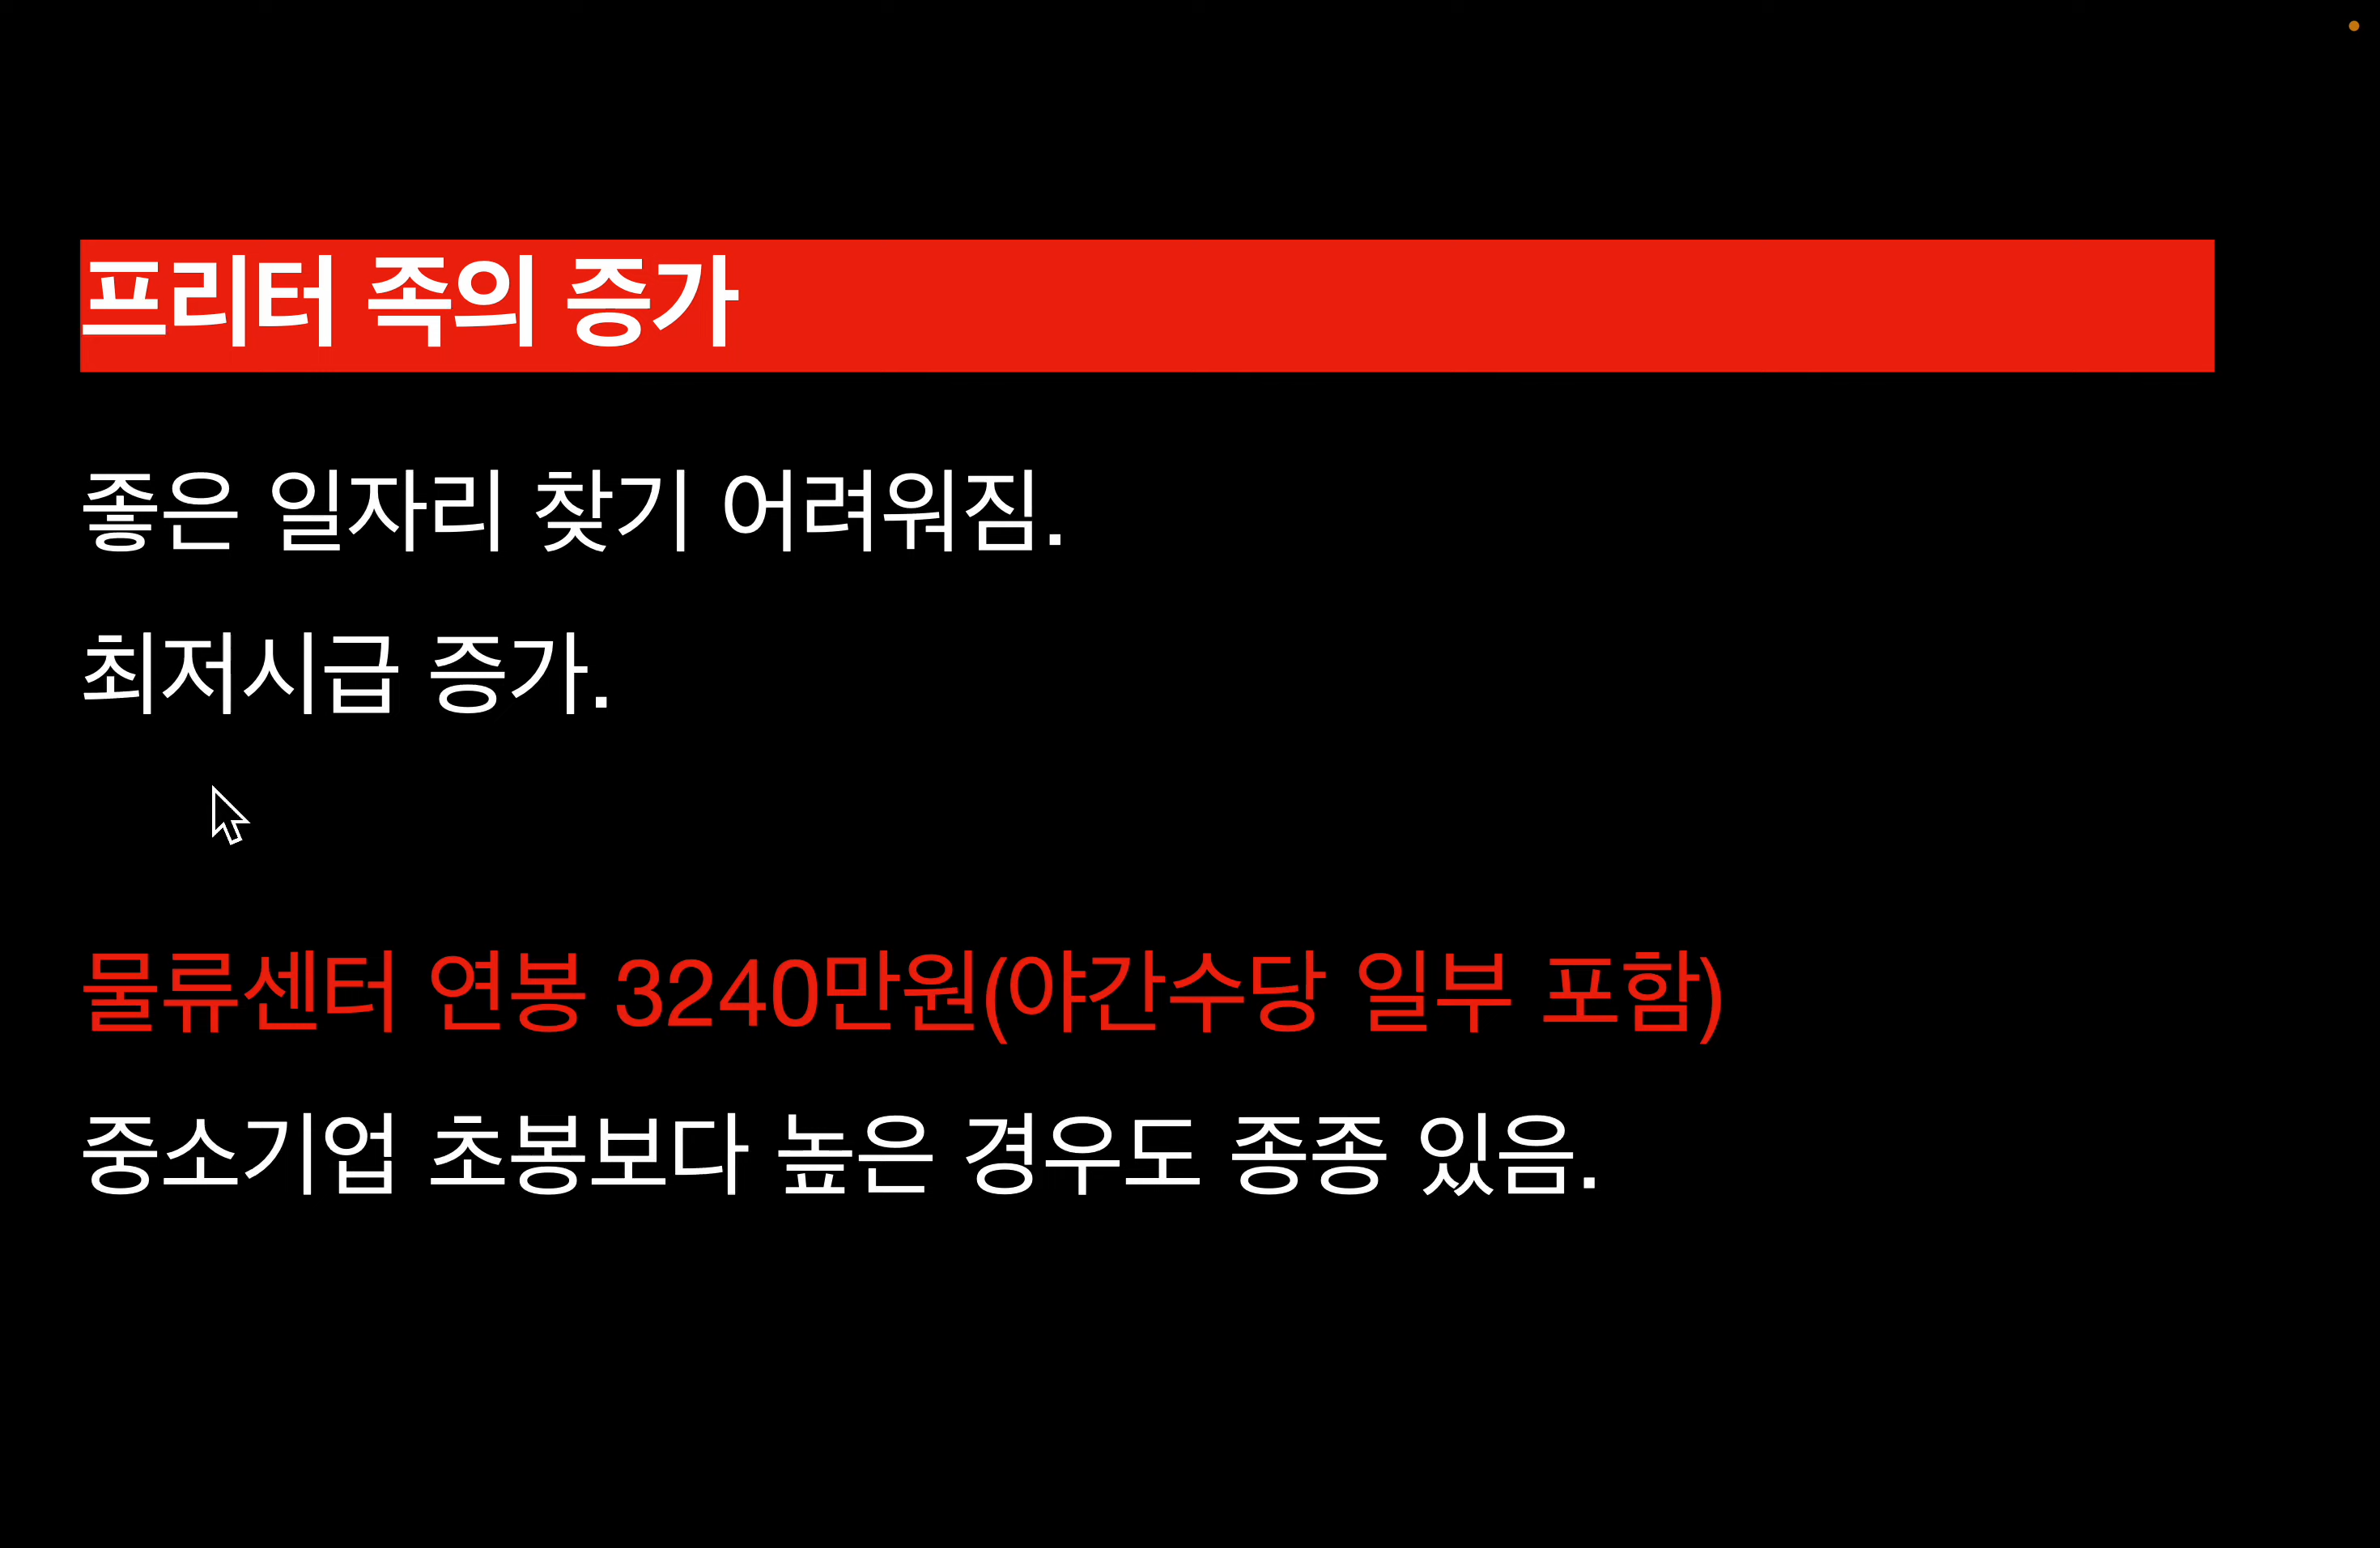 프리터 족의 증가
좋은 일자리 찾기 어려워짐.
최저시급 증가.
물류센터 연봉 3240만원(야간수당 일부 포함)
중소기업 초봉보다 높은 경우도 종종 있음.